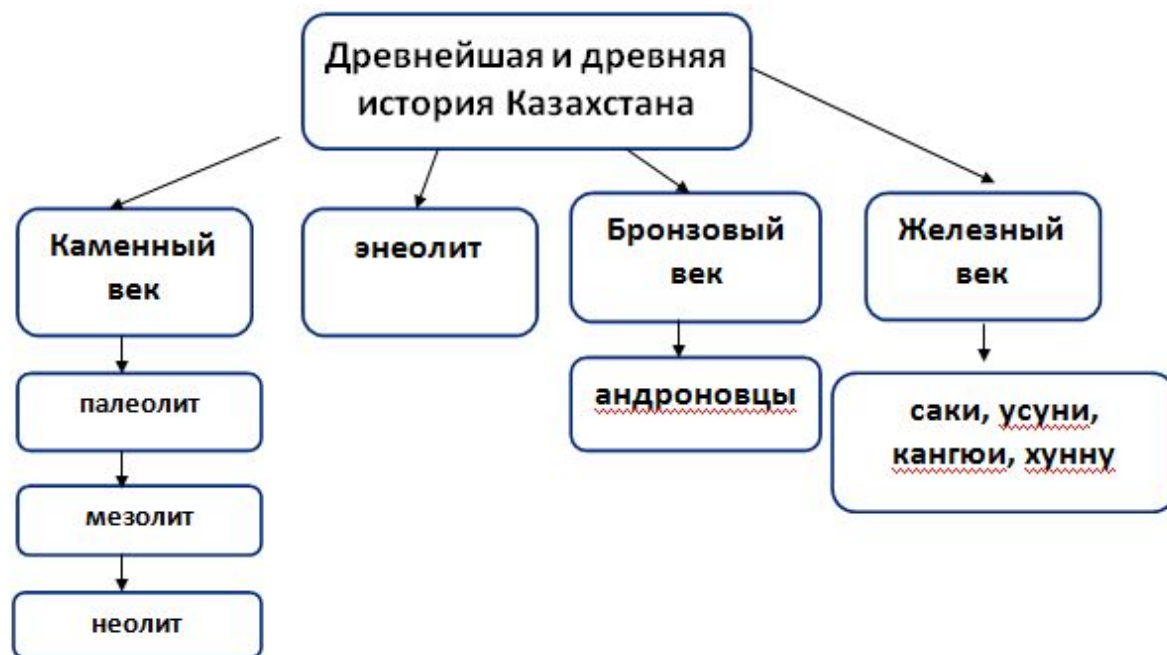 Древнейшая и древняя
история Казахстана
Каменный
век
энеолит
Бронзовый
век
Железный
век
палеолит
андроновцы
саки, усуни,
кангюи, хунну
мезолит
неолит